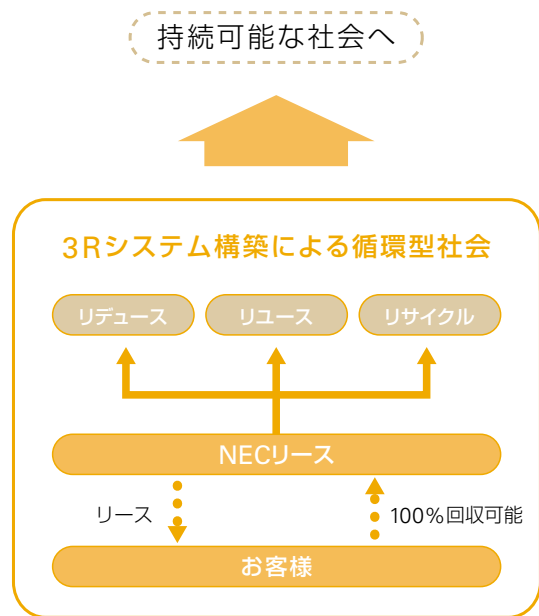 持続可能な社会へ
3Rシステム構築による循環型社会
リデュース
リユース
リサイクル
NECリース
リース
100%回収可能
お客様